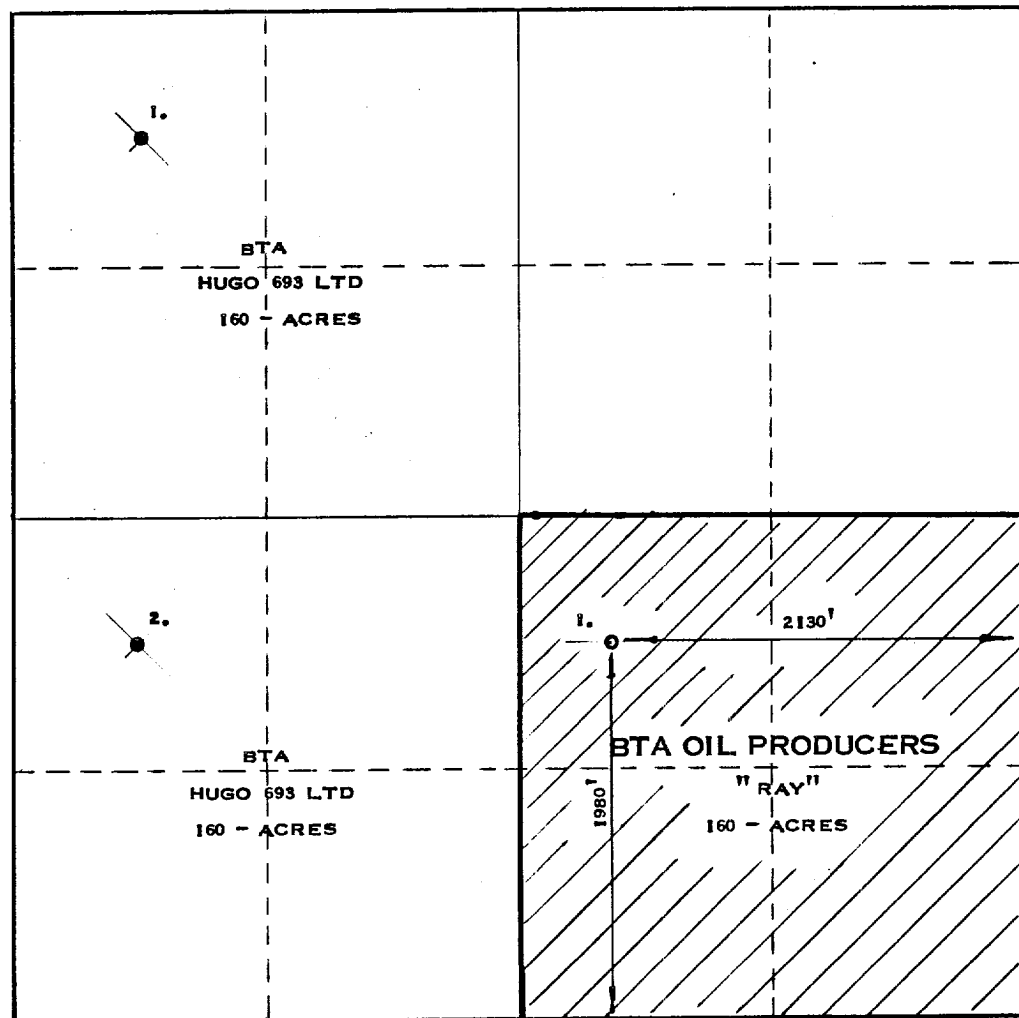 1.
BTA
HUGO 693 LTD
160 - ACRES
2.
BTA
HUGO 693 LTD
160 - ACRES
1.
2130'
1980'
BTA OIL PRODUCERS
"RAY"
160 - ACRES